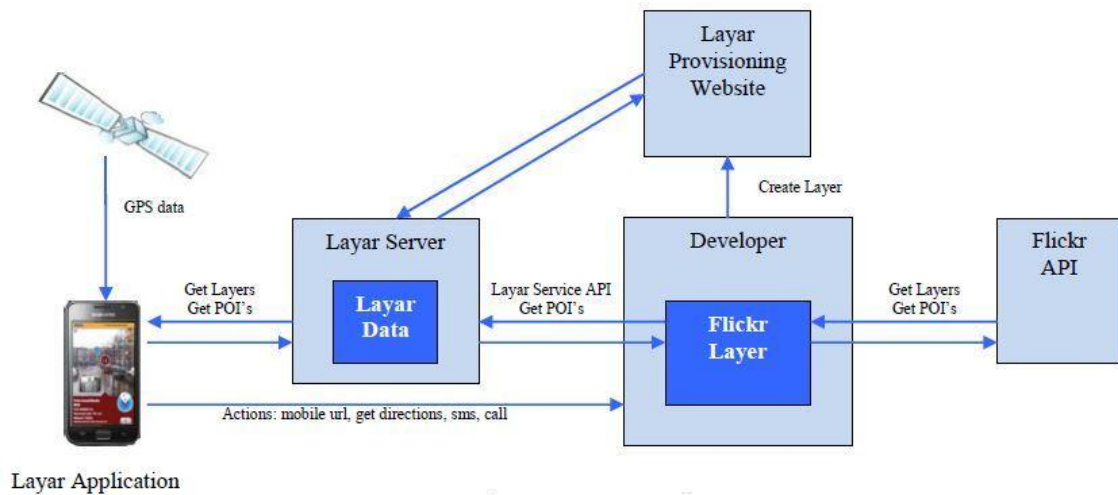 Layar
Provisioning
Website
GPS data
Create Layer
Layar Server
Developer
Flickr
API
Get Layers
Get POI's
Layar
Data
Layar Service API
Get POI's
Flickr
Layer
Get Layers
Get POI's
Actions: mobile url, get directions, sms, call
Layar Application